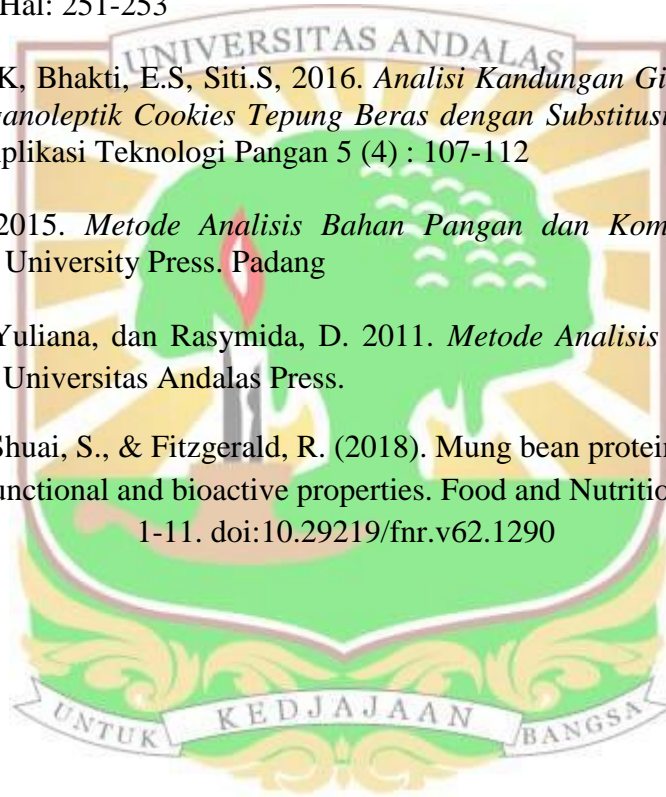 Hal: 251-253
UNIVERSITAS ANDALAS
K, Bhakti, E.S, Siti.S, 2016. Analisi Kandungan Gi
anoleptik Cookies Tepung Beras dengan Substitusi
plikasi Teknologi Pangan 5 (4) : 107-112
2015. Metode Analisis Bahan Pangan dan Kom
University Press. Padang
Yuliana, dan Rasymida, D. 2011. Metode Analisis
Universitas Andalas Press.
Shuai, S., & Fitzgerald, R. (2018). Mung bean protein
unctional and bioactive properties. Food and Nutritio
1-11. doi:10.29219/fnr.v62.1290
UNTUK KEDJAJAAN BANGSA